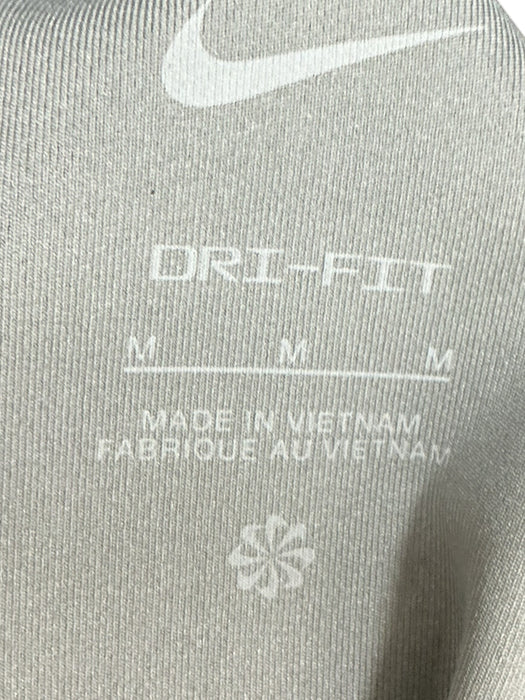 DRI-FIT
M M M
MADE IN VIETNAM
FABRIQUE AU VIETNAM